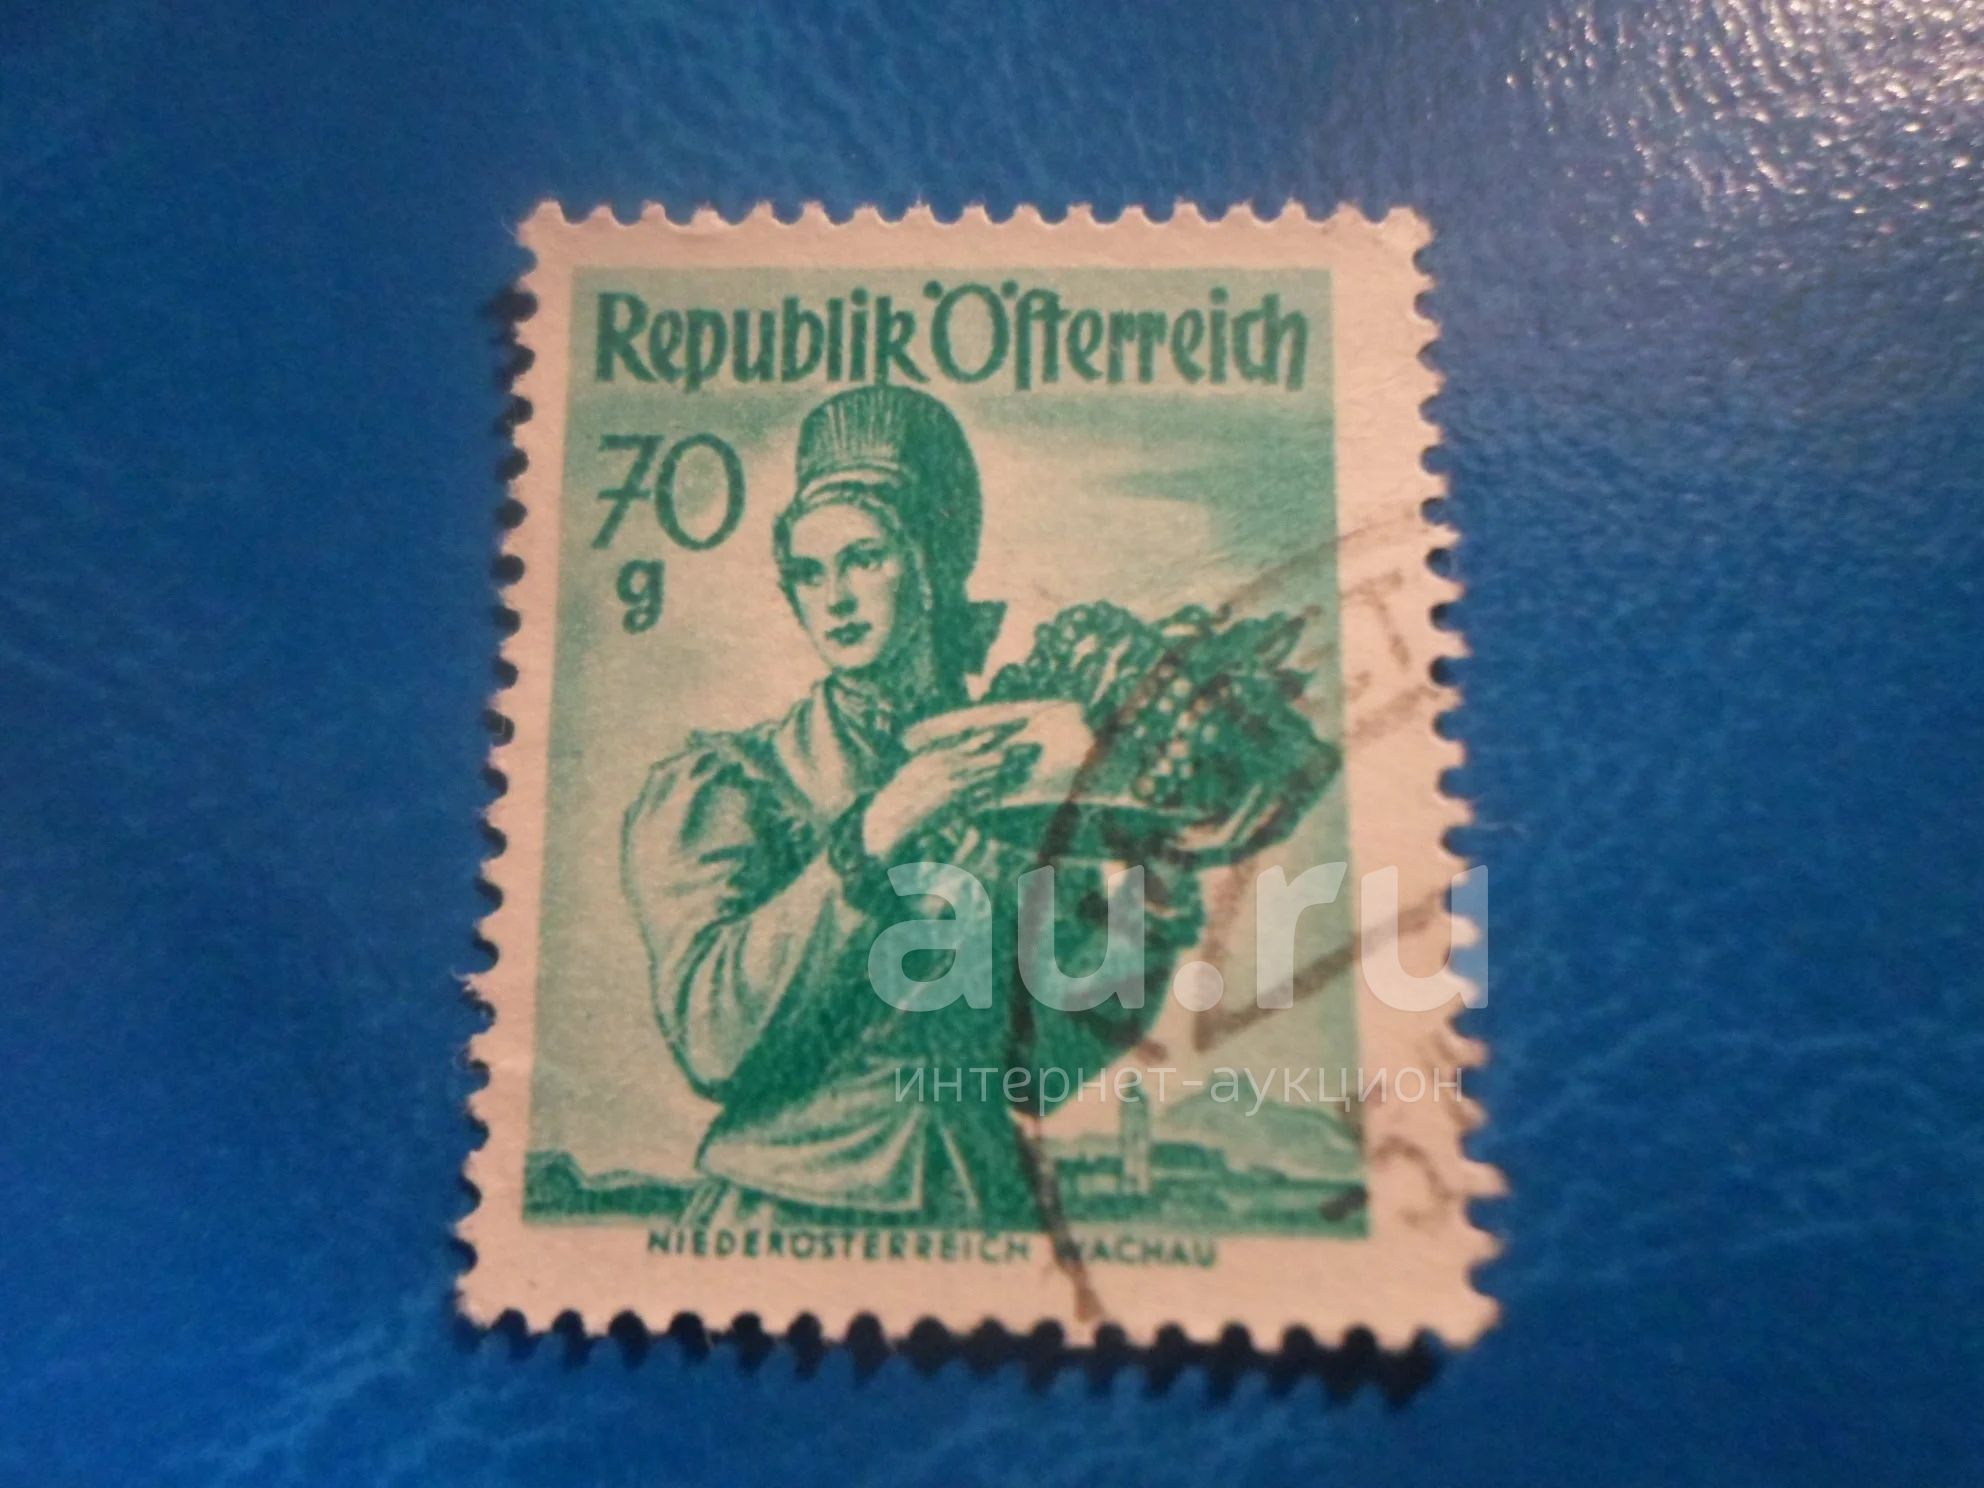 Republik Österreich
70
g
au.ru
интернет-аукцион
NIEDERÖSTERREICH WACHAU